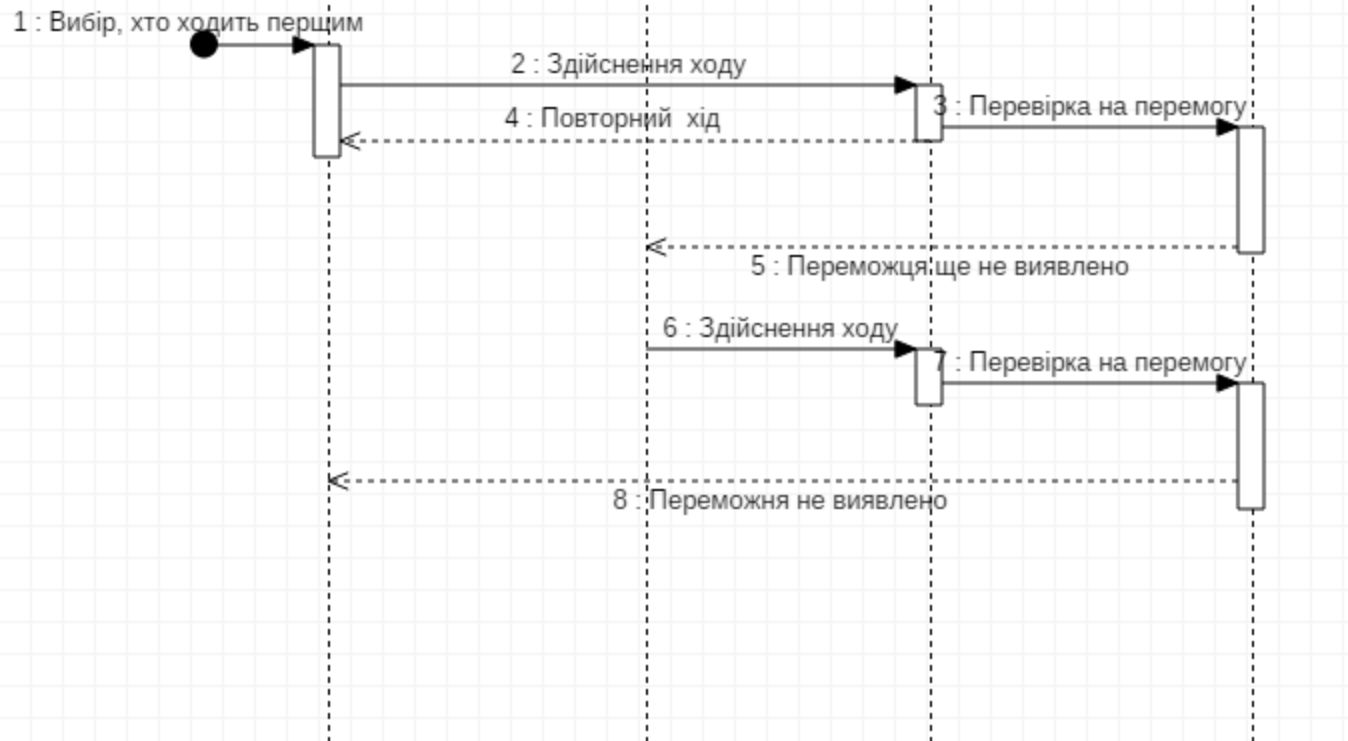 1 : Вибір, хто ходить першим
2 : Здійснення ходу
3 : Перевірка на перемогу
4 : Повторний  хід
5 : Переможця ще не виявлено
6 : Здійснення ходу
7 : Перевірка на перемогу
8 : Переможня не виявлено